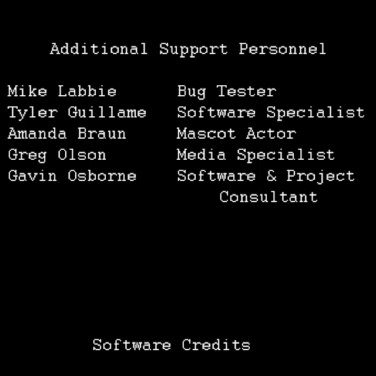 Additional Support Personnel
Mike Labbie Bug Tester
Tyler Guillame Software Specialist
Amanda Braun Mascot Actor
Greg Olson Media Specialist
Gavin Osborne Software & Project
Consultant
Software Credits